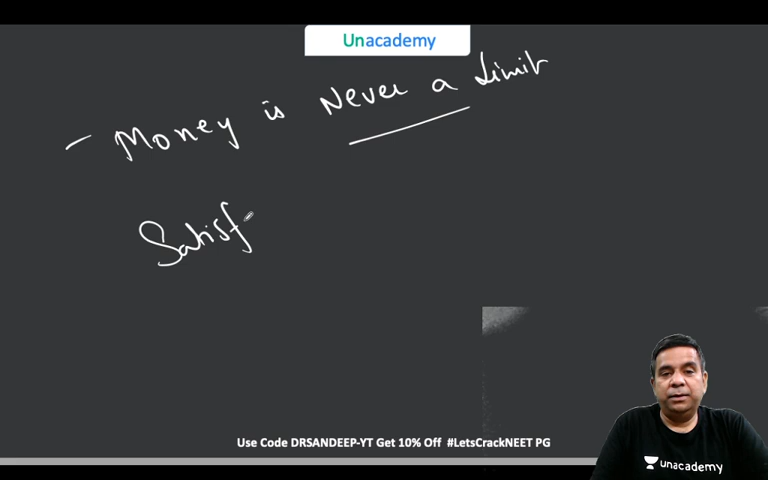 Unacademy
- Money is Never a Limit
Satisf
Use Code DRSANDEEP-YT Get 10% Off #LetsCrackNEET PG
unacademy